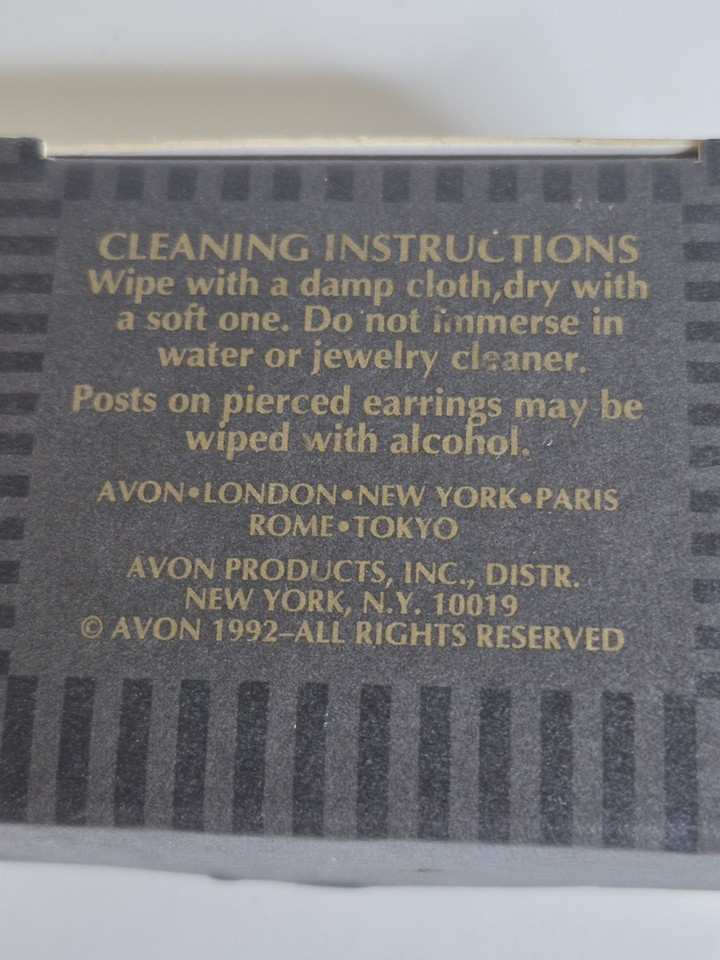 CLEANING INSTRUCTIONS
Wipe with a damp cloth,dry with
a soft one. Do not immerse in
water or jewelry cleaner.
Posts on pierced earrings may be
wiped with alcohol.
AVON•LONDON•NEW YORK•PARIS
ROME•TOKYO
AVON PRODUCTS, INC., DISTR.
NEW YORK, N.Y. 10019
© AVON 1992–ALL RIGHTS RESERVED